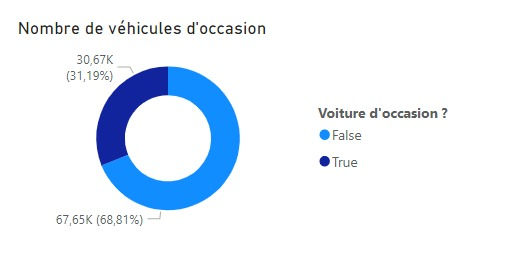 Nombre de véhicules d'occasion
30,67K
(31,19%)
Voiture d'occasion ?
False
True
67,65K (68,81%)